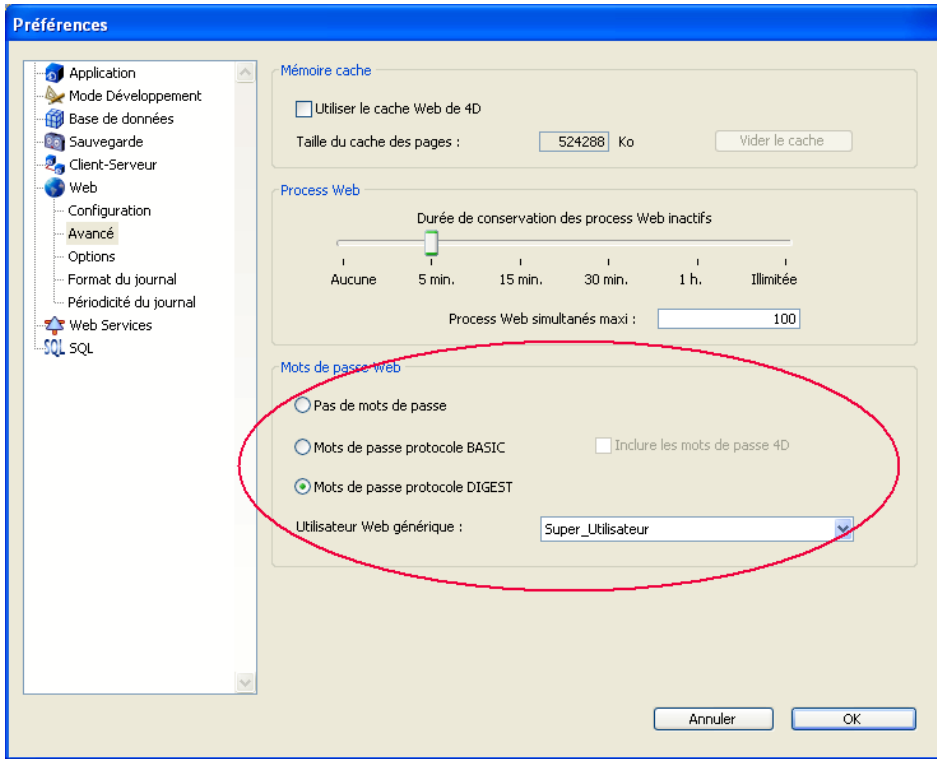 Préférences
Application
Mode Développement
Base de données
Sauvegarde
Client-Serveur
Web
Configuration
Avancé
Options
Format du journal
Périodicité du journal
Web Services
SQL SQL
Mémoire cache
Utiliser le cache Web de 4D
Taille du cache des pages : 524288 Ko Vider le cache
Process Web
Durée de conservation des process Web inactifs
Aucune 5 min. 15 min. 30 min. 1 h. Illimitée
Process Web simultanés maxi : 100
Mots de passe Web
Pas de mots de passe
Mots de passe protocole BASIC Inclure les mots de passe 4D
Mots de passe protocole DIGEST
Utilisateur Web générique : Super_Utilisateur
Annuler OK